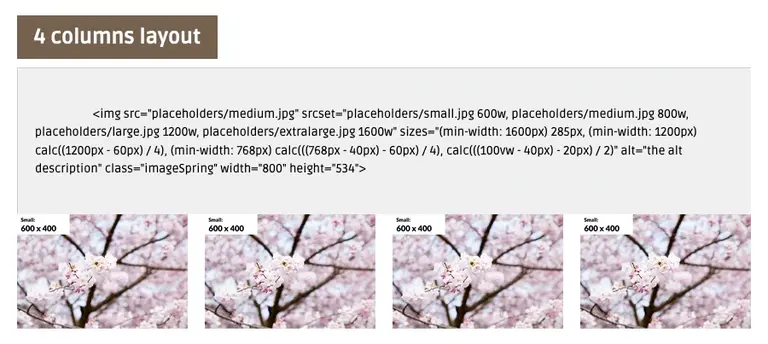 4 columns layout
<img src="placeholders/medium.jpg" srcset="placeholders/small.jpg 600w, placeholders/medium.jpg 800w,
placeholders/large.jpg 1200w, placeholders/extralarge.jpg 1600w" sizes="(min-width: 1600px) 285px, (min-width: 1200px)
calc((1200px - 60px) / 4), (min-width: 768px) calc(((768px - 40px) - 60px) / 4), calc(((100vw - 40px) - 20px) / 2)" alt="the alt
description" class="imageSpring" width="800" height="534">
Small: Small: Small: Small:
600 x 400 600 x 400 600 x 400 600 x 400